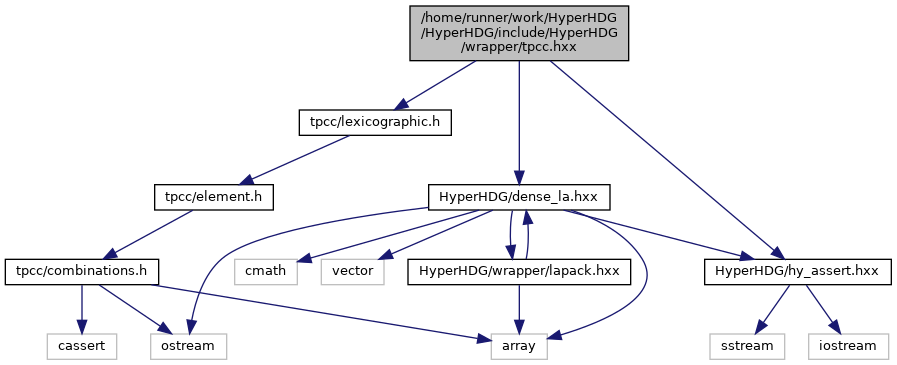 /home/runner/work/HyperHDG
/HyperHDG/include/HyperHDG
/wrapper/tpcc.hxx
tpcc/lexicographic.h
tpcc/element.h
HyperHDG/dense_la.hxx
tpcc/combinations.h
cmath
vector
HyperHDG/wrapper/lapack.hxx
HyperHDG/hy_assert.hxx
cassert
ostream
array
sstream
iostream